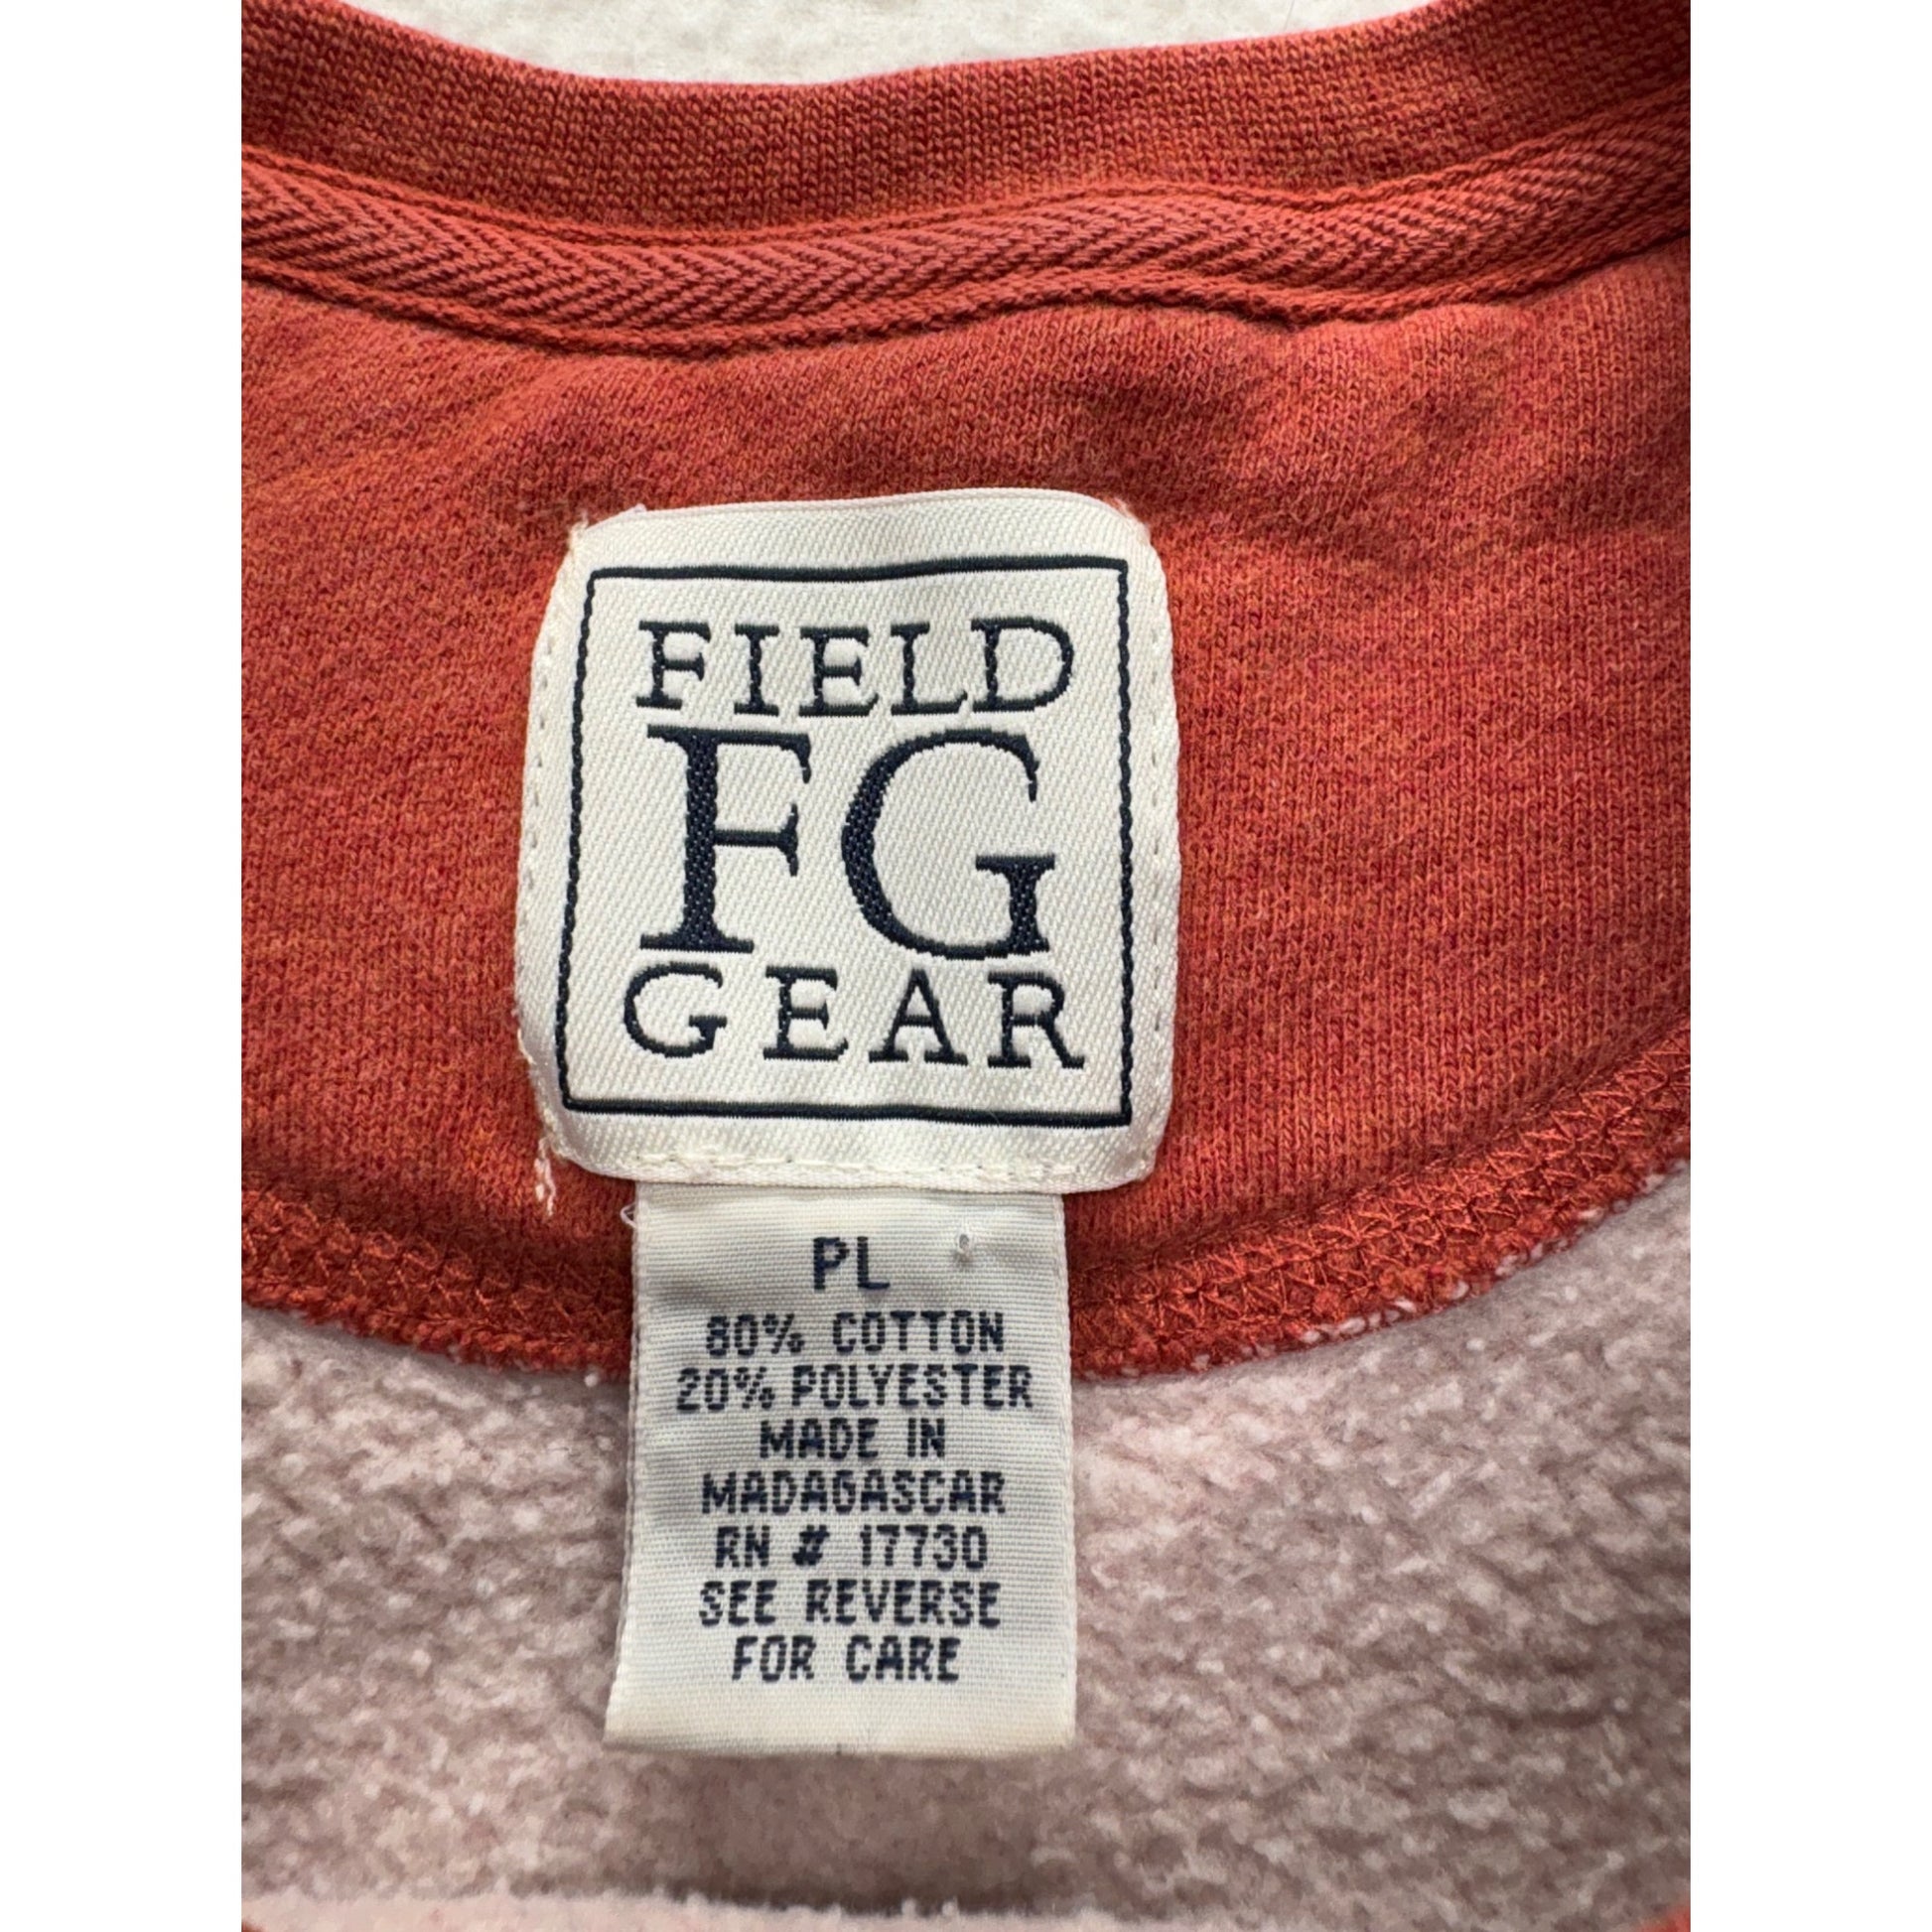 FIELD
FG
GEAR
PL
80% COTTON
20% POLYESTER
MADE IN
MADAGASCAR
RN # 17730
SEE REVERSE
FOR CARE